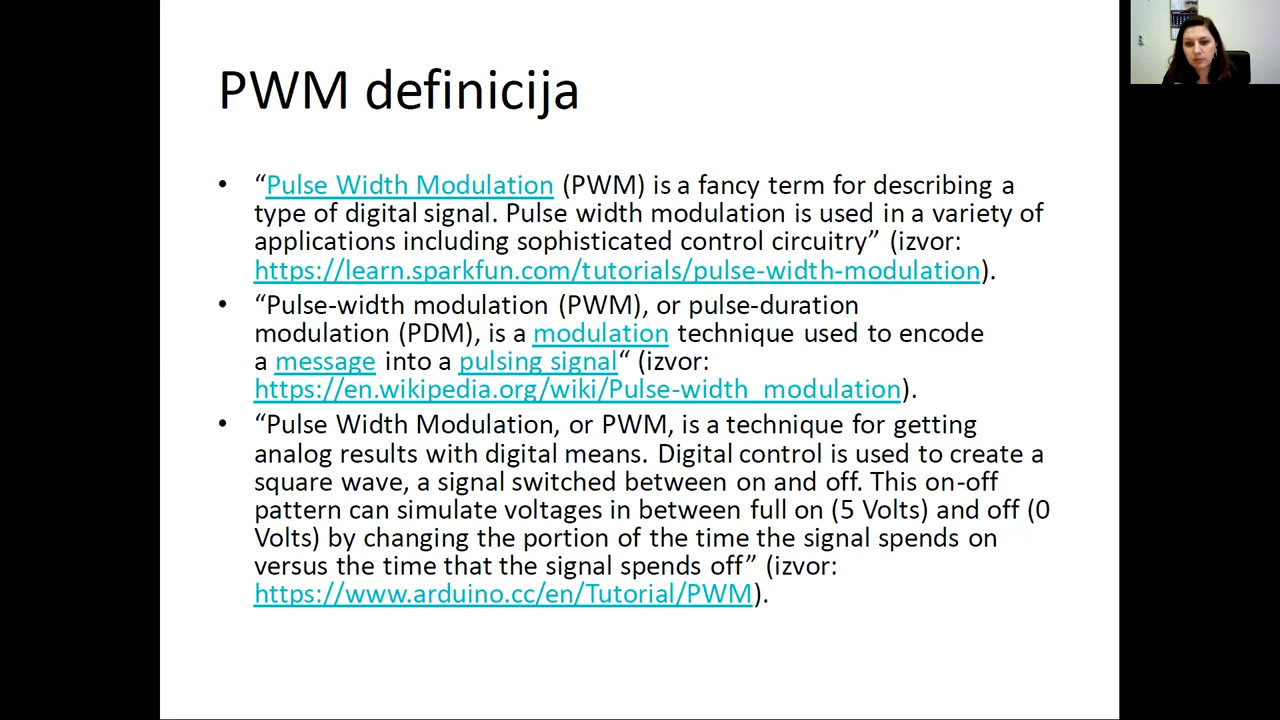 PWM definicija
• “Pulse Width Modulation (PWM) is a fancy term for describing a
type of digital signal. Pulse width modulation is used in a variety of
applications including sophisticated control circuitry” (izvor:
https://learn.sparkfun.com/tutorials/pulse-width-modulation).
• “Pulse-width modulation (PWM), or pulse-duration
modulation (PDM), is a modulation technique used to encode
a message into a pulsing signal“ (izvor:
https://en.wikipedia.org/wiki/Pulse-width_modulation).
• “Pulse Width Modulation, or PWM, is a technique for getting
analog results with digital means. Digital control is used to create a
square wave, a signal switched between on and off. This on-off
pattern can simulate voltages in between full on (5 Volts) and off (0
Volts) by changing the portion of the time the signal spends on
versus the time that the signal spends off” (izvor:
https://www.arduino.cc/en/Tutorial/PWM).